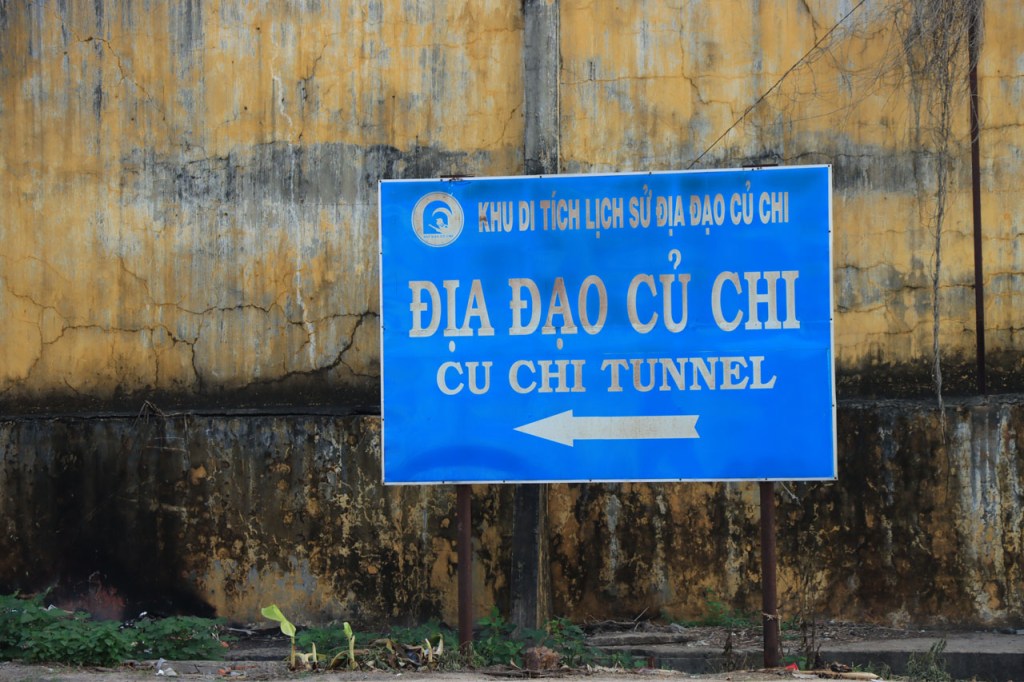 KHU DI TÍCH LỊCH SỬ ĐỊA ĐẠO CỦ CHI
ĐỊA ĐẠO CỦ CHI
CU CHI TUNNEL